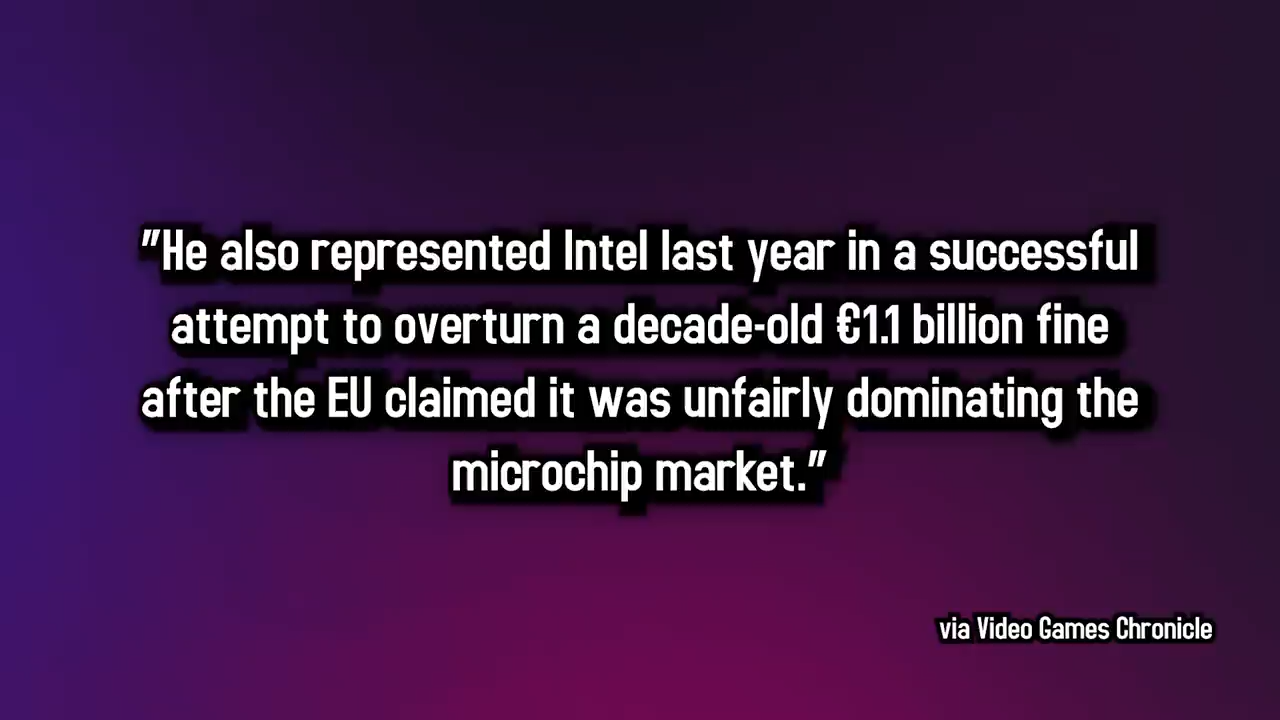 "He also represented Intel last year in a successful
attempt to overturn a decade-old €1.1 billion fine
after the EU claimed it was unfairly dominating the
microchip market."
via Video Games Chronicle